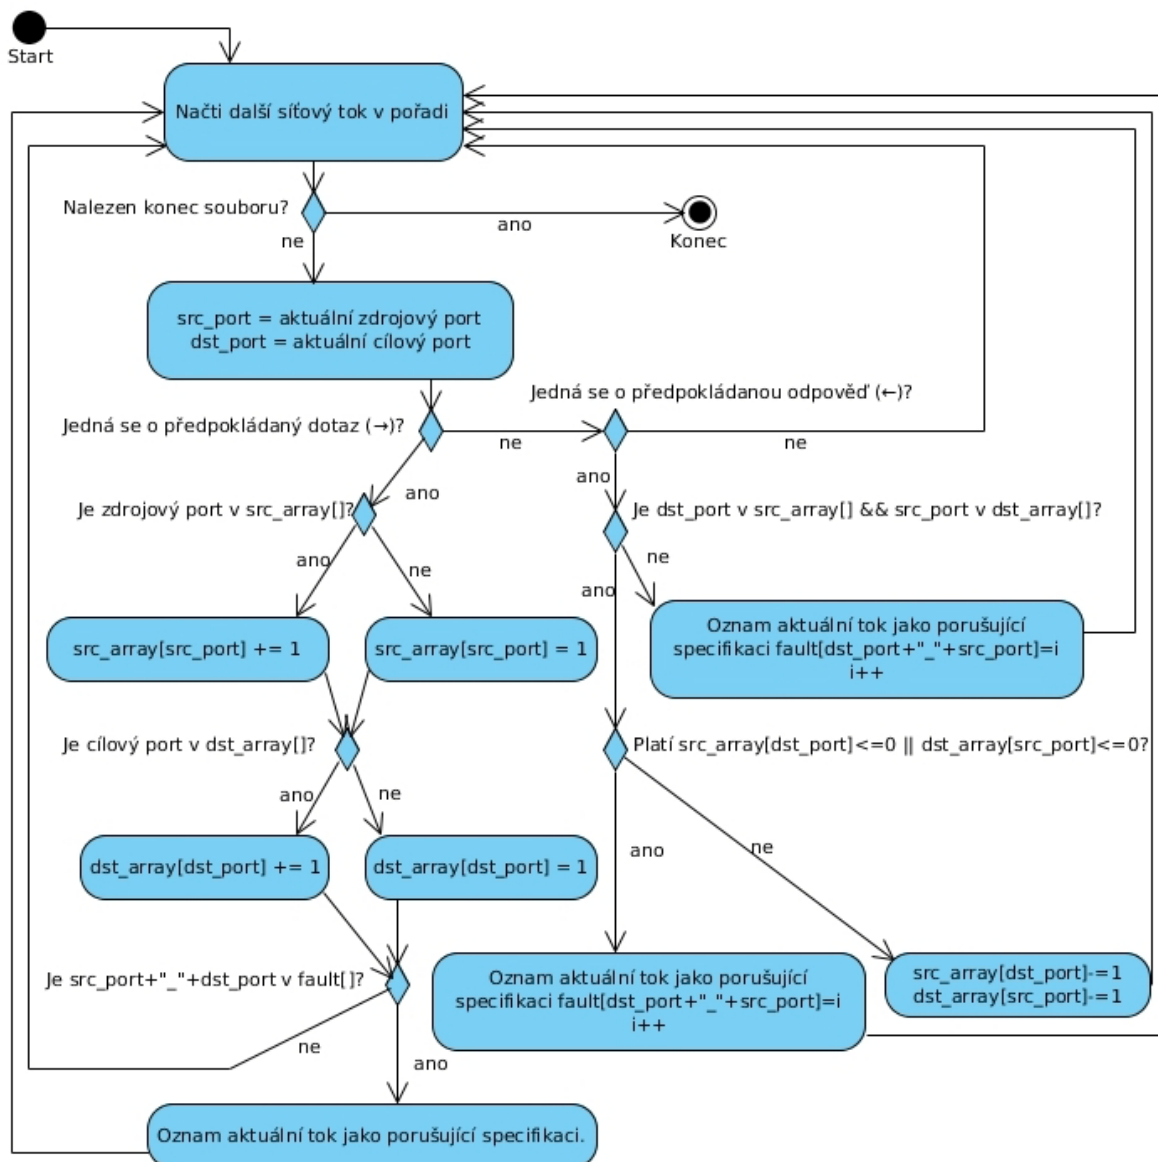 Start
Načti další síťový tok v pořadi
Nalezen konec souboru?
ano
ne
Konec
src_port = aktuální zdrojový port
dst_port = aktuální cílový port
Jedná se o předpokládanou odpověď (←)?
Jedná se o předpokládaný dotaz (→)?
ne
ne
ano
ano
Je zdrojový port v src_array[]?
Je dst_port v src_array[] && src_port v dst_array[]?
ano
ne
ne
ano
src_array[src_port] += 1
src_array[src_port] = 1
Oznam aktuální tok jako porušující
specifikaci fault[dst_port+"_"+src_port]=i
i++
Je cílový port v dst_array[]?
Platí src_array[dst_port]<=0 || dst_array[src_port]<=0?
ano
ne
ano
ne
dst_array[dst_port] += 1
dst_array[dst_port] = 1
Je src_port+"_"+dst_port v fault[]?
Oznam aktuální tok jako porušující
specifikaci fault[dst_port+"_"+src_port]=i
i++
src_array[dst_port]-=1
dst_array[src_port]-=1
ne
ano
Oznam aktuální tok jako porušující specifikaci.